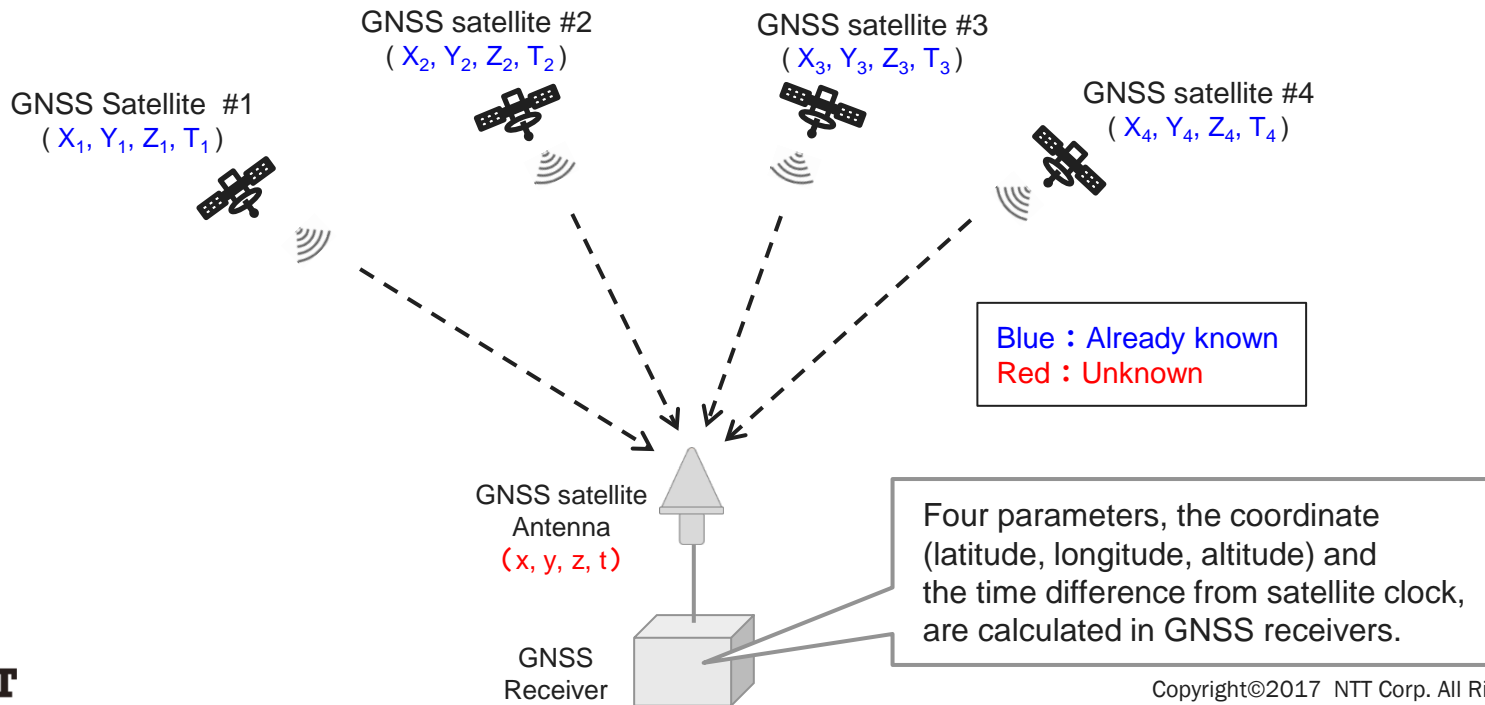 GNSS satellite #2
( X₂, Y₂, Z₂, T₂ )
GNSS satellite #3
( X₃, Y₃, Z₃, T₃ )
GNSS Satellite #1
( X₁, Y₁, Z₁, T₁ )
GNSS satellite #4
( X₄, Y₄, Z₄, T₄ )
Blue：Already known
Red：Unknown
GNSS satellite
Antenna
（x, y, z, t）
Four parameters, the coordinate
(latitude, longitude, altitude) and
the time difference from satellite clock,
are calculated in GNSS receivers.
GNSS
Receiver
T
Copyright©2017 NTT Corp. All Ri